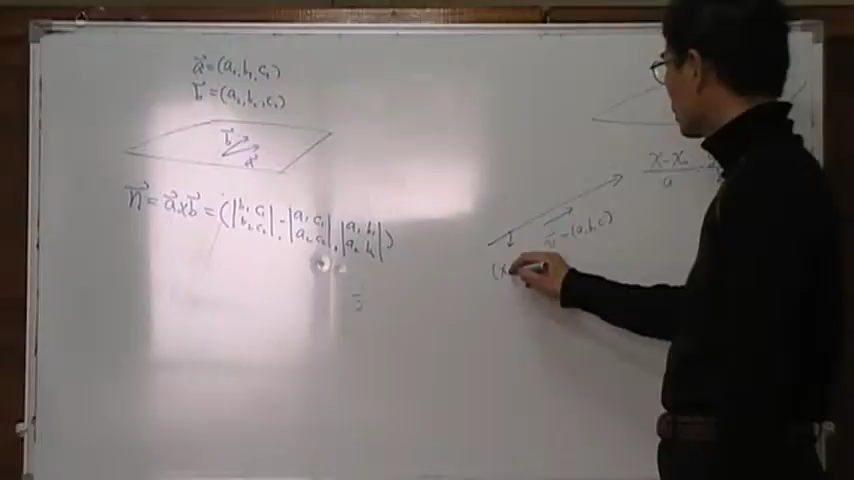 a⃗=(a₁,b₁,c₁)
b⃗=(a₂,b₂,c₂)
b⃗
a⃗
n⃗ = a⃗×b⃗ = (|b₁ c₁; b₂ c₂|, -|a₁ c₁; a₂ c₂|, |a₁ b₁; a₂ b₂|)
x-x₀
a
v⃗=(a,b,c)
(x